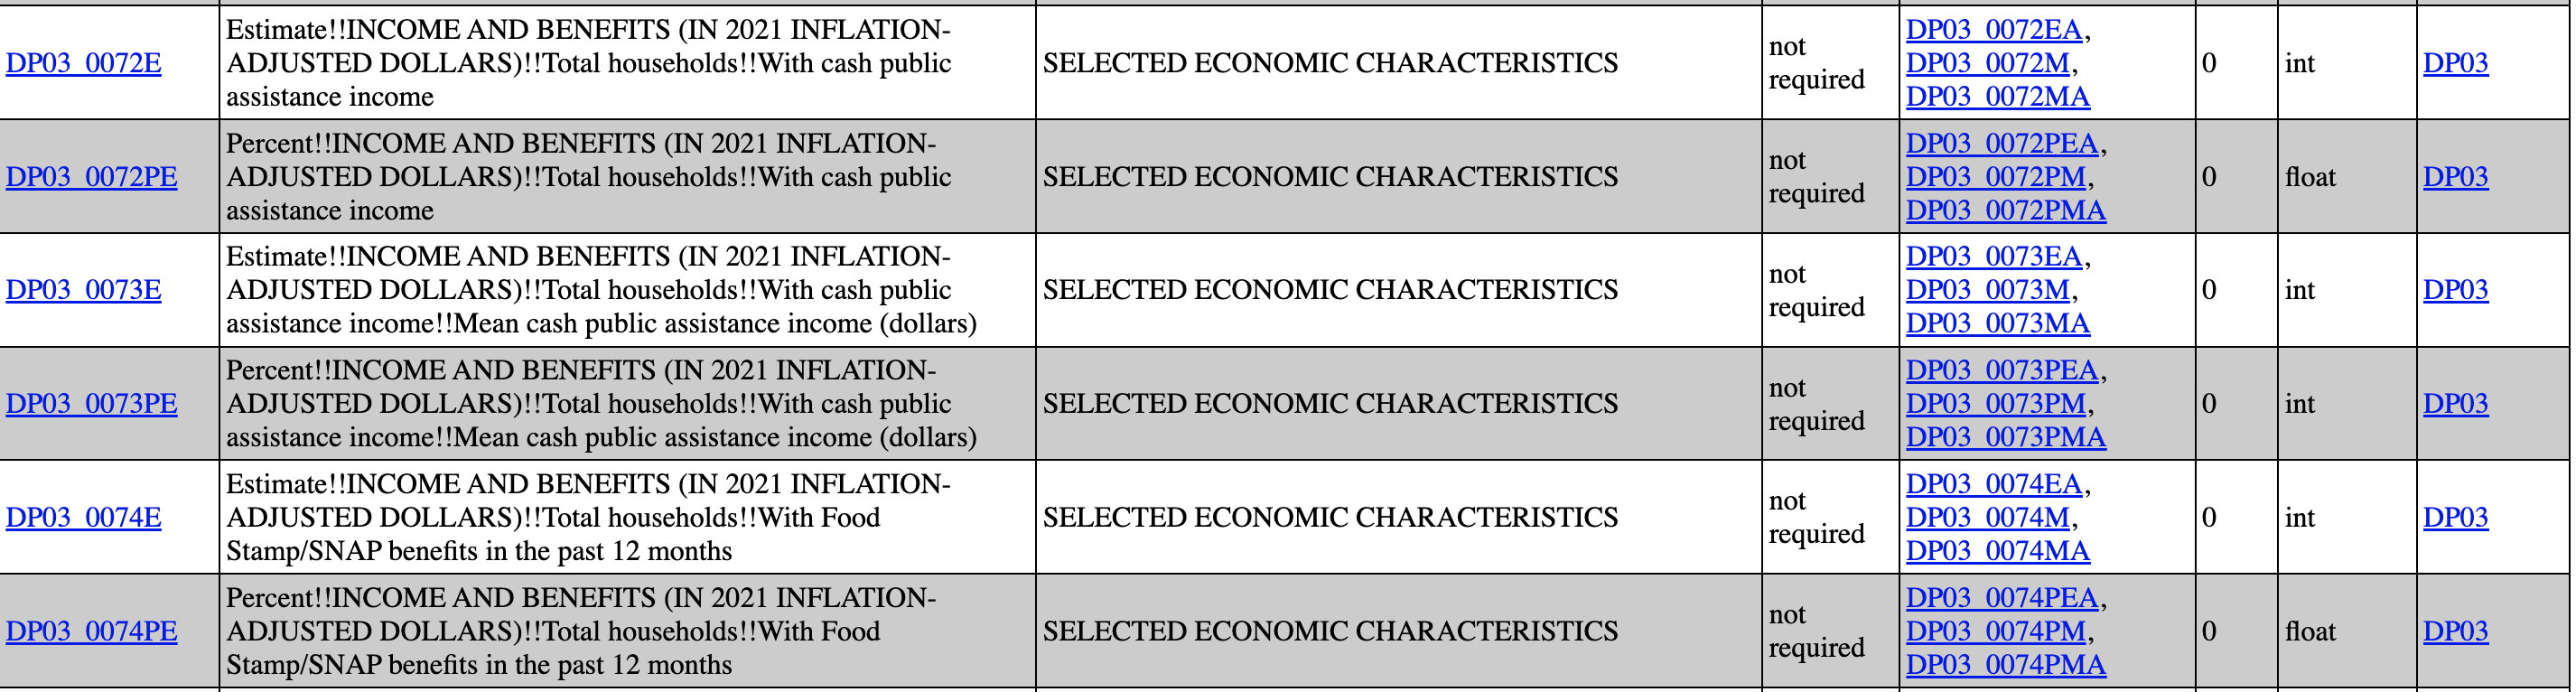 DP03_0072E
Estimate!!INCOME AND BENEFITS (IN 2021 INFLATION-
ADJUSTED DOLLARS)!!Total households!!With cash public
assistance income
SELECTED ECONOMIC CHARACTERISTICS
not
required
DP03_0072EA,
DP03_0072M,
DP03_0072MA
0
int
DP03
DP03_0072PE
Percent!!INCOME AND BENEFITS (IN 2021 INFLATION-
ADJUSTED DOLLARS)!!Total households!!With cash public
assistance income
SELECTED ECONOMIC CHARACTERISTICS
not
required
DP03_0072PEA,
DP03_0072PM,
DP03_0072PMA
0
float
DP03
DP03_0073E
Estimate!!INCOME AND BENEFITS (IN 2021 INFLATION-
ADJUSTED DOLLARS)!!Total households!!With cash public
assistance income!!Mean cash public assistance income (dollars)
SELECTED ECONOMIC CHARACTERISTICS
not
required
DP03_0073EA,
DP03_0073M,
DP03_0073MA
0
int
DP03
DP03_0073PE
Percent!!INCOME AND BENEFITS (IN 2021 INFLATION-
ADJUSTED DOLLARS)!!Total households!!With cash public
assistance income!!Mean cash public assistance income (dollars)
SELECTED ECONOMIC CHARACTERISTICS
not
required
DP03_0073PEA,
DP03_0073PM,
DP03_0073PMA
0
int
DP03
DP03_0074E
Estimate!!INCOME AND BENEFITS (IN 2021 INFLATION-
ADJUSTED DOLLARS)!!Total households!!With Food
Stamp/SNAP benefits in the past 12 months
SELECTED ECONOMIC CHARACTERISTICS
not
required
DP03_0074EA,
DP03_0074M,
DP03_0074MA
0
int
DP03
DP03_0074PE
Percent!!INCOME AND BENEFITS (IN 2021 INFLATION-
ADJUSTED DOLLARS)!!Total households!!With Food
Stamp/SNAP benefits in the past 12 months
SELECTED ECONOMIC CHARACTERISTICS
not
required
DP03_0074PEA,
DP03_0074PM,
DP03_0074PMA
0
float
DP03